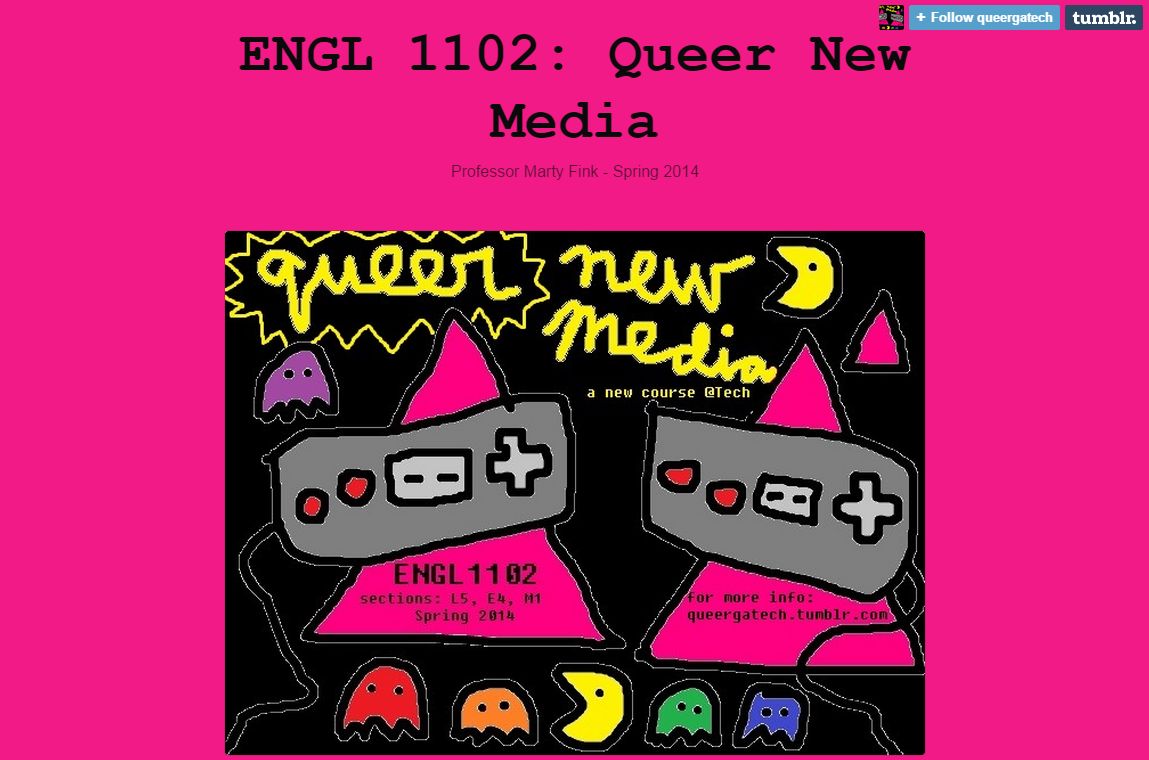 + Follow queergatech
tumblr.
ENGL 1102: Queer New
Media
Professor Marty Fink - Spring 2014
queer new
media
a new course @Tech
ENGL1102
sections: L5, E4, M1
Spring 2014
for more info:
queergatech.tumblr.com